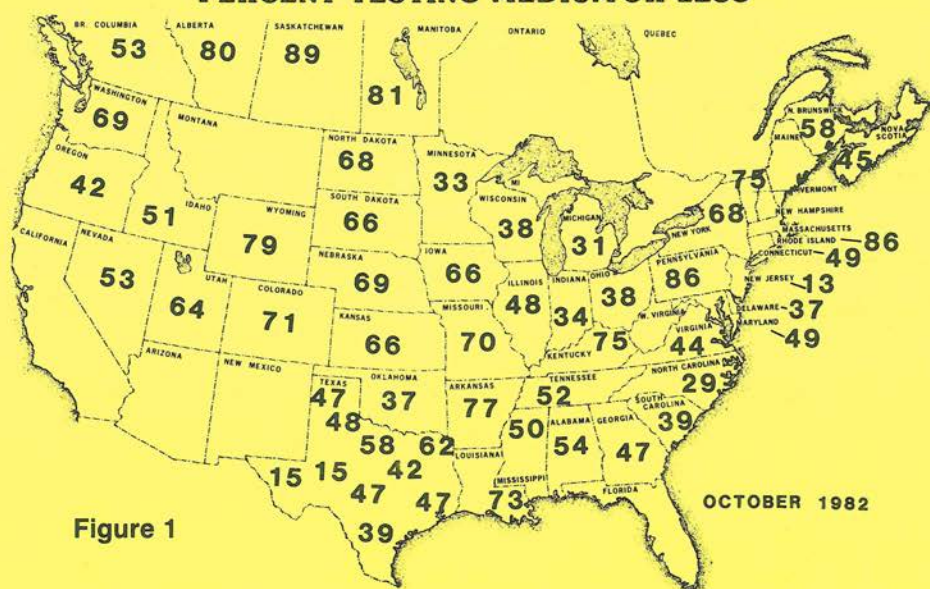 PERCENT TESTING MEDIUM OR LESS
BR. COLUMBIA
53
ALBERTA
80
SASKATCHEWAN
89
MANITOBA
81
ONTARIO
QUEBEC
WASHINGTON
69
MONTANA
NORTH DAKOTA
68
MINNESOTA
33
N. BRUNSWICK
58
MAINE
NOVA
SCOTIA
45
OREGON
42
IDAHO
51
WYOMING
79
SOUTH DAKOTA
66
WISCONSIN
38
MI
MICHIGAN
31
75
VERMONT
68
NEW YORK
NEW HAMPSHIRE
MASSACHUSETTS
RHODE ISLAND
86
CONNECTICUT
49
CALIFORNIA
NEVADA
53
UTAH
64
COLORADO
71
NEBRASKA
69
IOWA
66
ILLINOIS
48
INDIANA
34
OHIO
38
PENNSYLVANIA
86
NEW JERSEY
13
DELAWARE
37
MARYLAND
49
KANSAS
66
MISSOURI
70
KENTUCKY
75
W. VIRGINIA
VIRGINIA
44
ARIZONA
NEW MEXICO
TEXAS
47
48
OKLAHOMA
37
ARKANSAS
77
TENNESSEE
52
NORTH CAROLINA
29
SOUTH
CAROLINA
39
58
62
42
15
15
47
47
39
LOUISIANA
73
50
MISSISSIPPI
ALABAMA
54
GEORGIA
47
FLORIDA
OCTOBER 1982
Figure 1